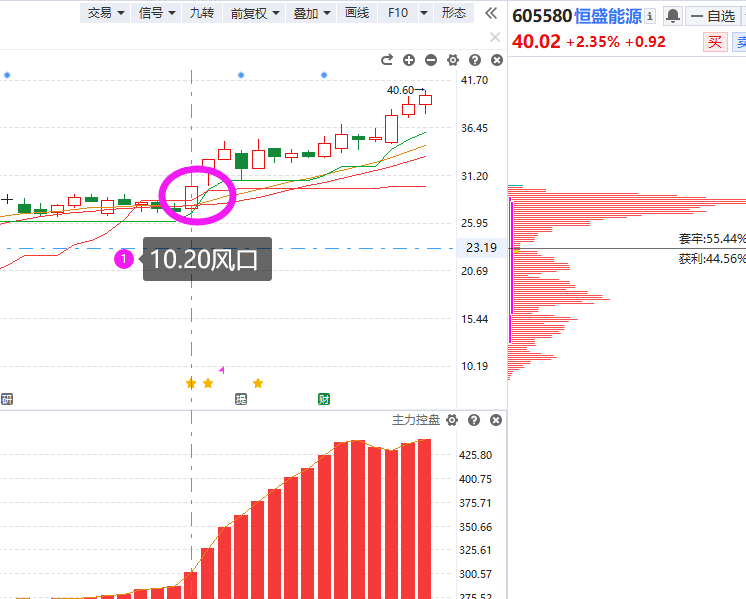 交易 信号 九转 前复权 叠加 画线 F10 形态
605580 恒盛能源 自选
40.02 +2.35% +0.92 买 卖
41.70
40.60
36.45
31.20
25.95
套牢:55.44%
23.19
1 10.20风口
获利:44.56%
20.69
15.44
10.19
研 提 财
主力控盘
425.80
400.75
375.71
350.66
325.61
300.57
275.52